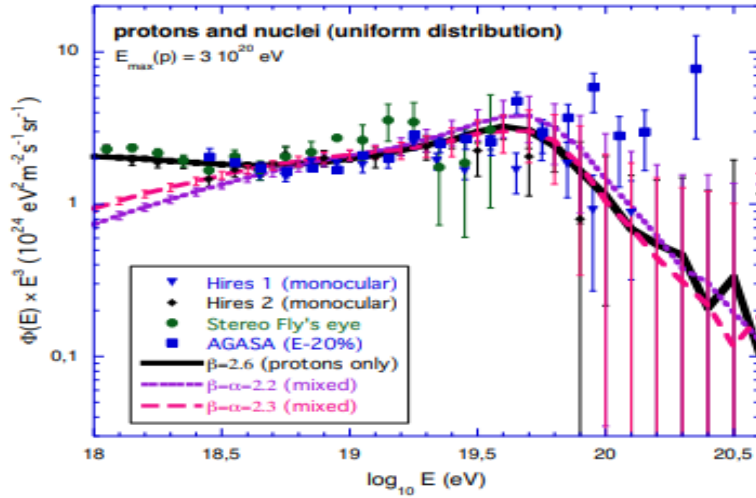 protons and nuclei (uniform distribution)
E_max(p) = 3 10^20 eV
10
1
0,1
Φ(E) × E^3 (10^24 eV^2 m^-2 s^-1 sr^-1)
Hires 1 (monocular)
Hires 2 (monocular)
Stereo Fly's eye
AGASA (E-20%)
β=2.6 (protons only)
β=α=2.2 (mixed)
β=α=2.3 (mixed)
18 18,5 19 19,5 20 20,5
log_10 E (eV)